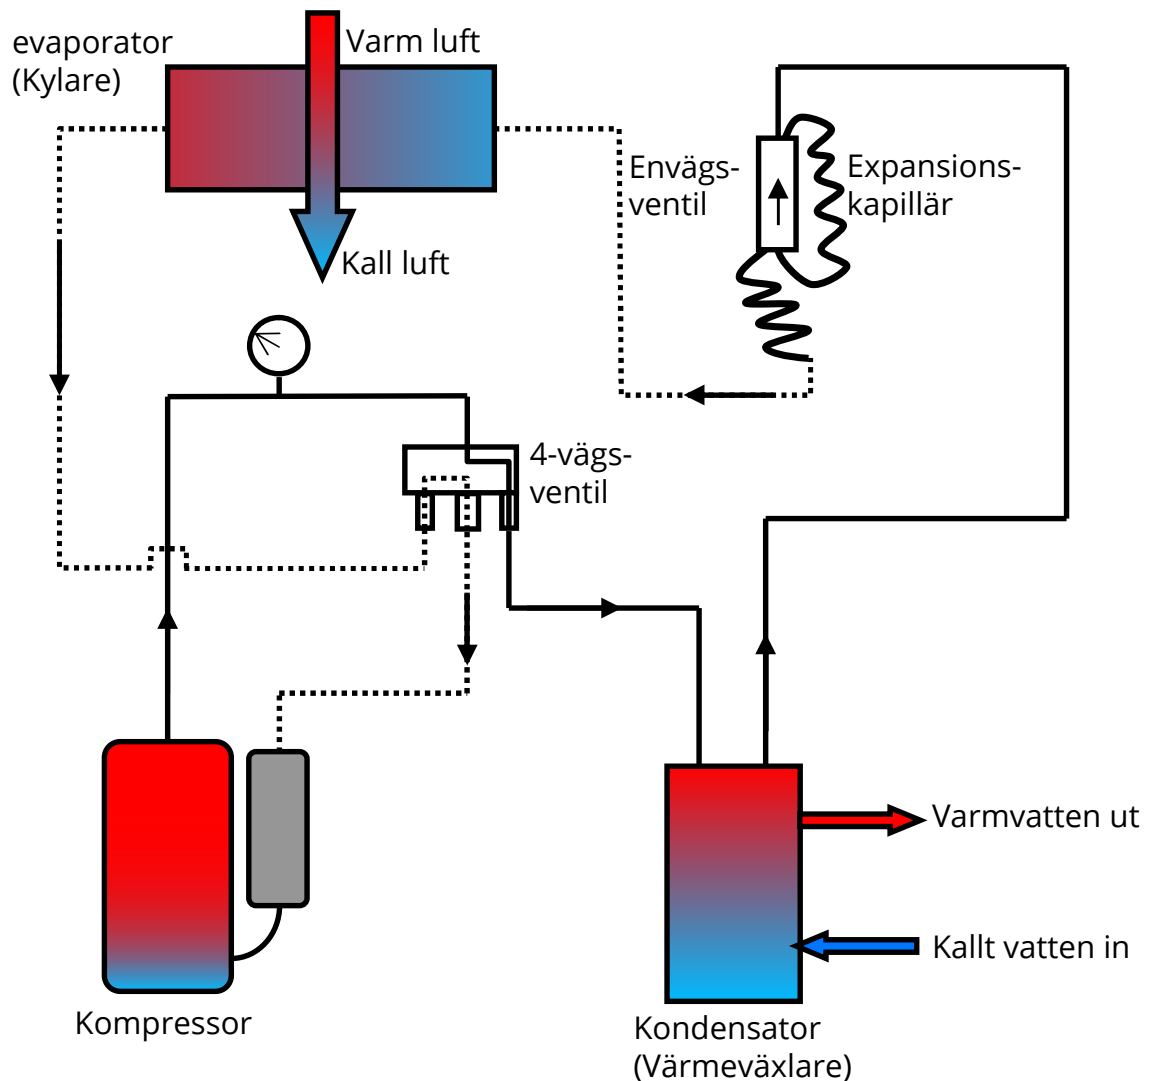 evaporator
(Kylare)
Varm luft
Kall luft
Envägs-
ventil
Expansions-
kapillär
4-vägs-
ventil
Varmvatten ut
Kallt vatten in
Kompressor
Kondensator
(Värmeväxlare)